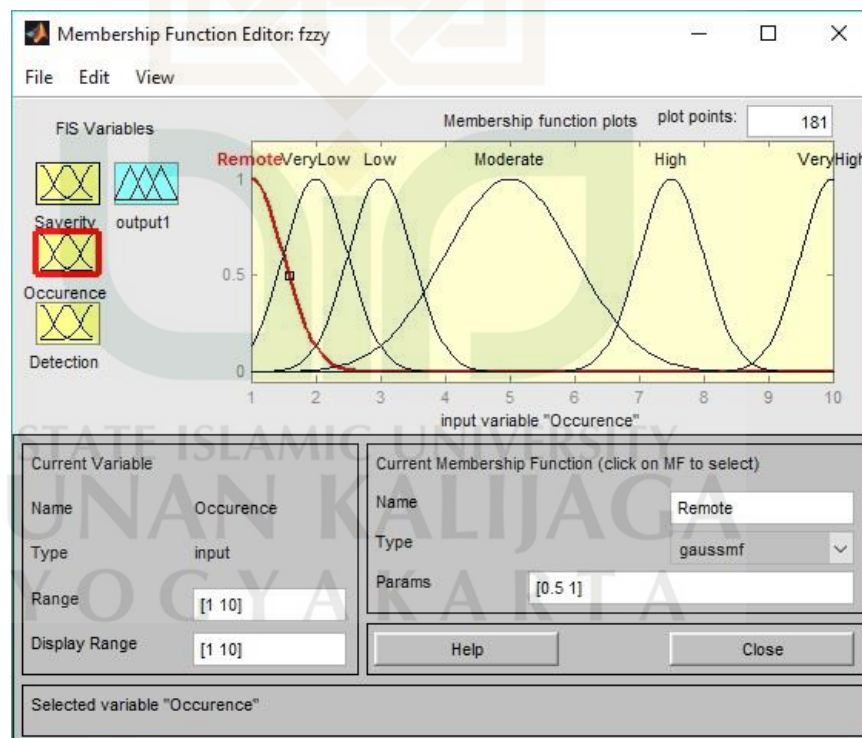 Membership Function Editor: fzzy
File Edit View
FIS Variables
Membership function plots
plot points:
181
Saverity
output1
Occurence
Detection
Remote VeryLow Low Moderate High VeryHigh
1
0.5
0
1 2 3 4 5 6 7 8 9 10
input variable "Occurence"
STATE ISLAMIC UNIVERSITY
UNAN KALIJAGA
YOGYAKARTA
Current Variable
Name Occurence
Type input
Range [1 10]
Display Range [1 10]
Current Membership Function (click on MF to select)
Name Remote
Type gaussmf
Params [0.5 1]
Help Close
Selected variable "Occurence"